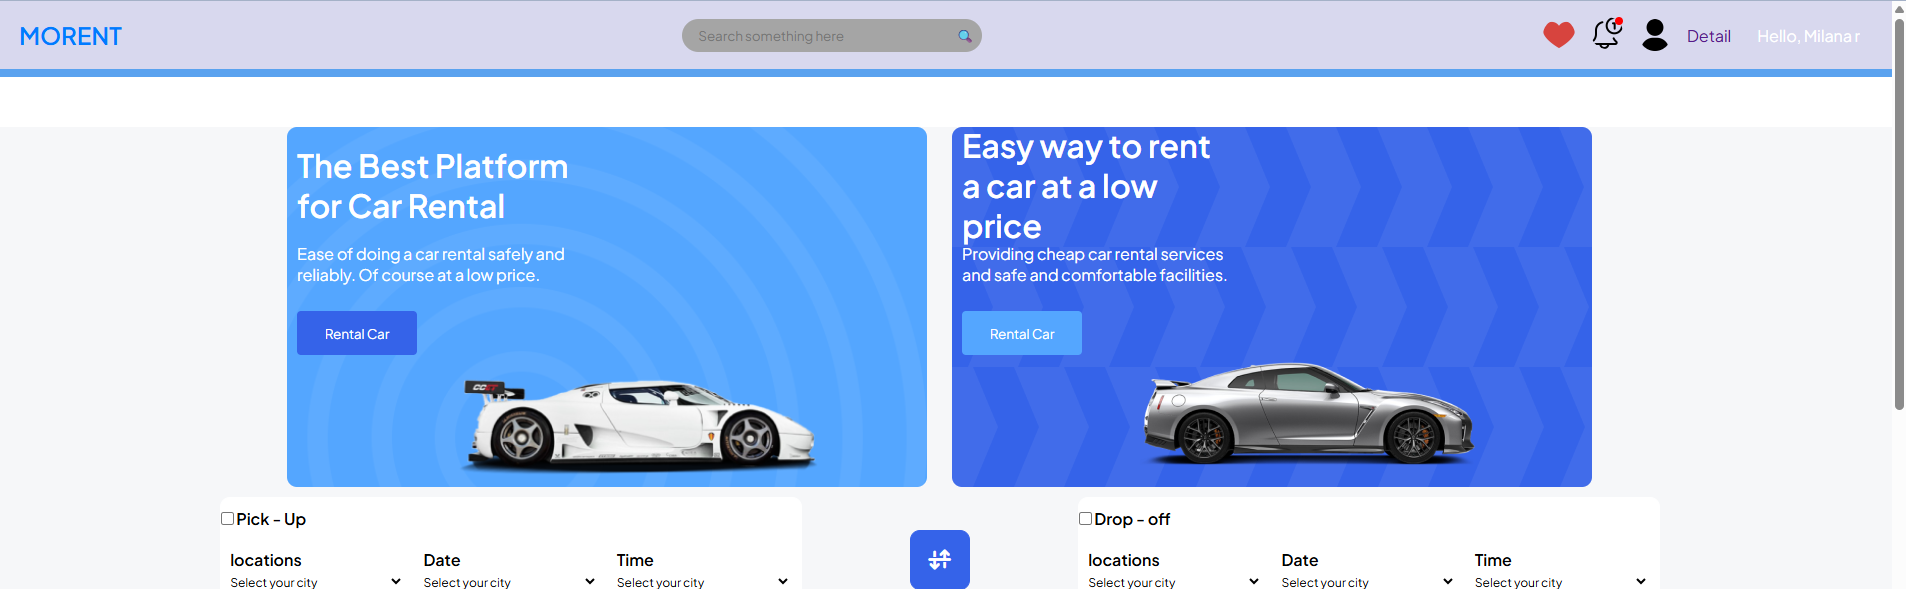 MORENT
Search something here
Detail
Hello, Milana r
The Best Platform
for Car Rental
Ease of doing a car rental safely and
reliably. Of course at a low price.
Rental Car
Easy way to rent
a car at a low
price
Providing cheap car rental services
and safe and comfortable facilities.
Rental Car
Pick - Up
locations
Date
Time
Select your city
Select your city
Select your city
Drop - off
locations
Date
Time
Select your city
Select your city
Select your city